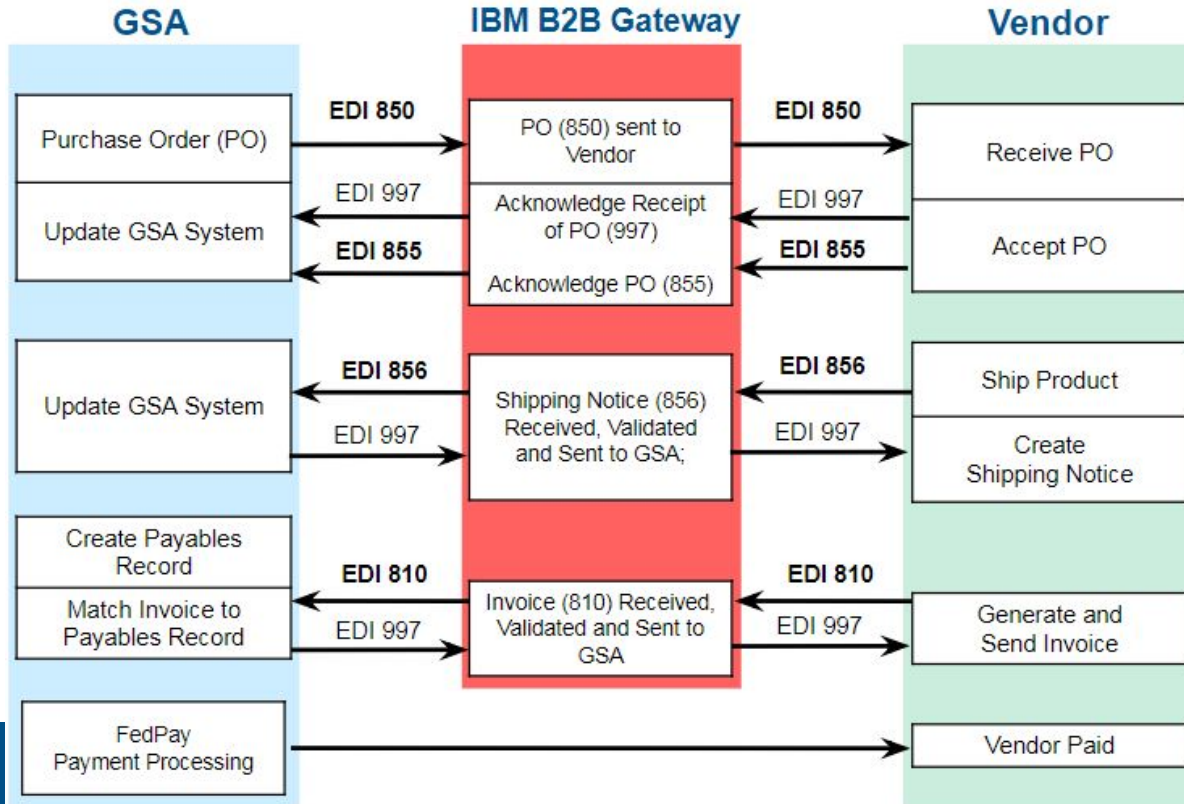 GSA
IBM B2B Gateway
Vendor
Purchase Order (PO)
EDI 850
PO (850) sent to
Vendor
EDI 850
Receive PO
Update GSA System
EDI 997
EDI 855
Acknowledge Receipt
of PO (997)
Acknowledge PO (855)
EDI 997
EDI 855
Accept PO
Update GSA System
EDI 856
EDI 997
Shipping Notice (856)
Received, Validated
and Sent to GSA;
EDI 856
EDI 997
Ship Product
Create
Shipping Notice
Create Payables
Record
Match Invoice to
Payables Record
EDI 810
EDI 997
Invoice (810) Received,
Validated and Sent to
GSA
EDI 810
EDI 997
Generate and
Send Invoice
FedPay
Payment Processing
Vendor Paid